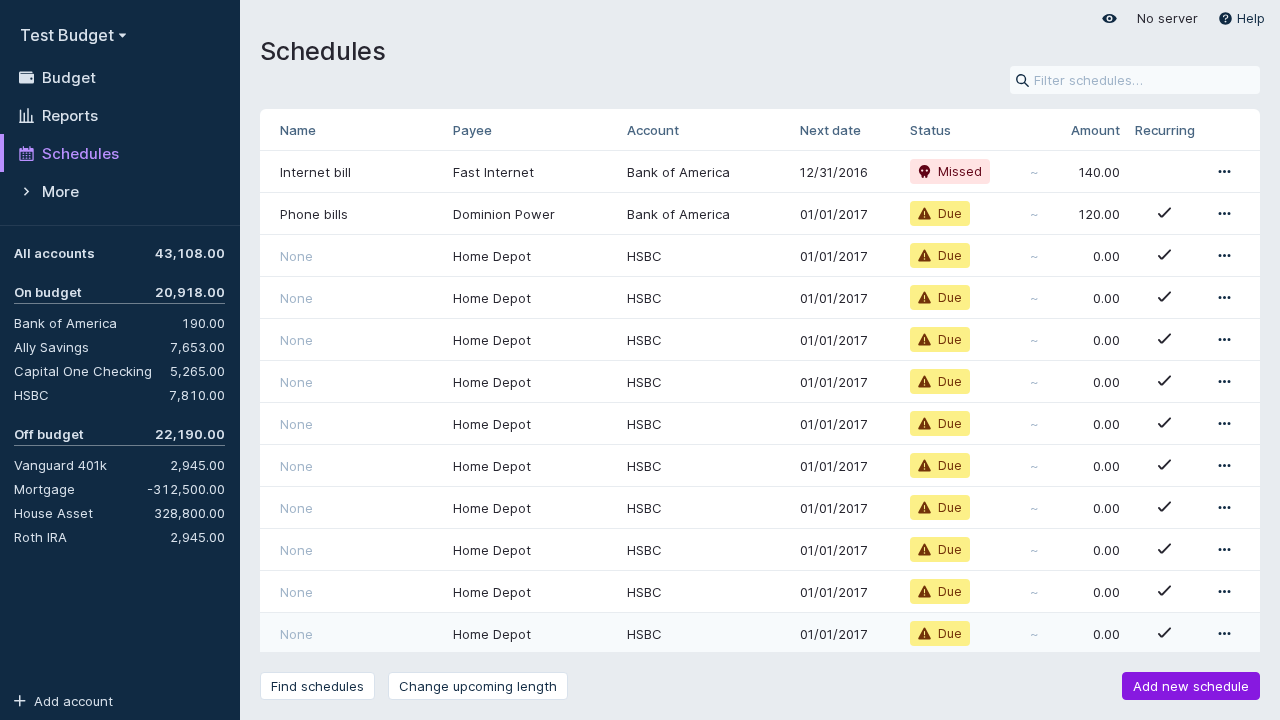 Test Budget
Budget
Reports
Schedules
More
All accounts 43,108.00
On budget 20,918.00
Bank of America 190.00
Ally Savings 7,653.00
Capital One Checking 5,265.00
HSBC 7,810.00
Off budget 22,190.00
Vanguard 401k 2,945.00
Mortgage -312,500.00
House Asset 328,800.00
Roth IRA 2,945.00
Add account
No server Help
Schedules
Filter schedules…
Name Payee Account Next date Status Amount Recurring
Internet bill Fast Internet Bank of America 12/31/2016 Missed ~ 140.00
Phone bills Dominion Power Bank of America 01/01/2017 Due ~ 120.00
None Home Depot HSBC 01/01/2017 Due ~ 0.00
None Home Depot HSBC 01/01/2017 Due ~ 0.00
None Home Depot HSBC 01/01/2017 Due ~ 0.00
None Home Depot HSBC 01/01/2017 Due ~ 0.00
None Home Depot HSBC 01/01/2017 Due ~ 0.00
None Home Depot HSBC 01/01/2017 Due ~ 0.00
None Home Depot HSBC 01/01/2017 Due ~ 0.00
None Home Depot HSBC 01/01/2017 Due ~ 0.00
None Home Depot HSBC 01/01/2017 Due ~ 0.00
None Home Depot HSBC 01/01/2017 Due ~ 0.00
Find schedules Change upcoming length Add new schedule